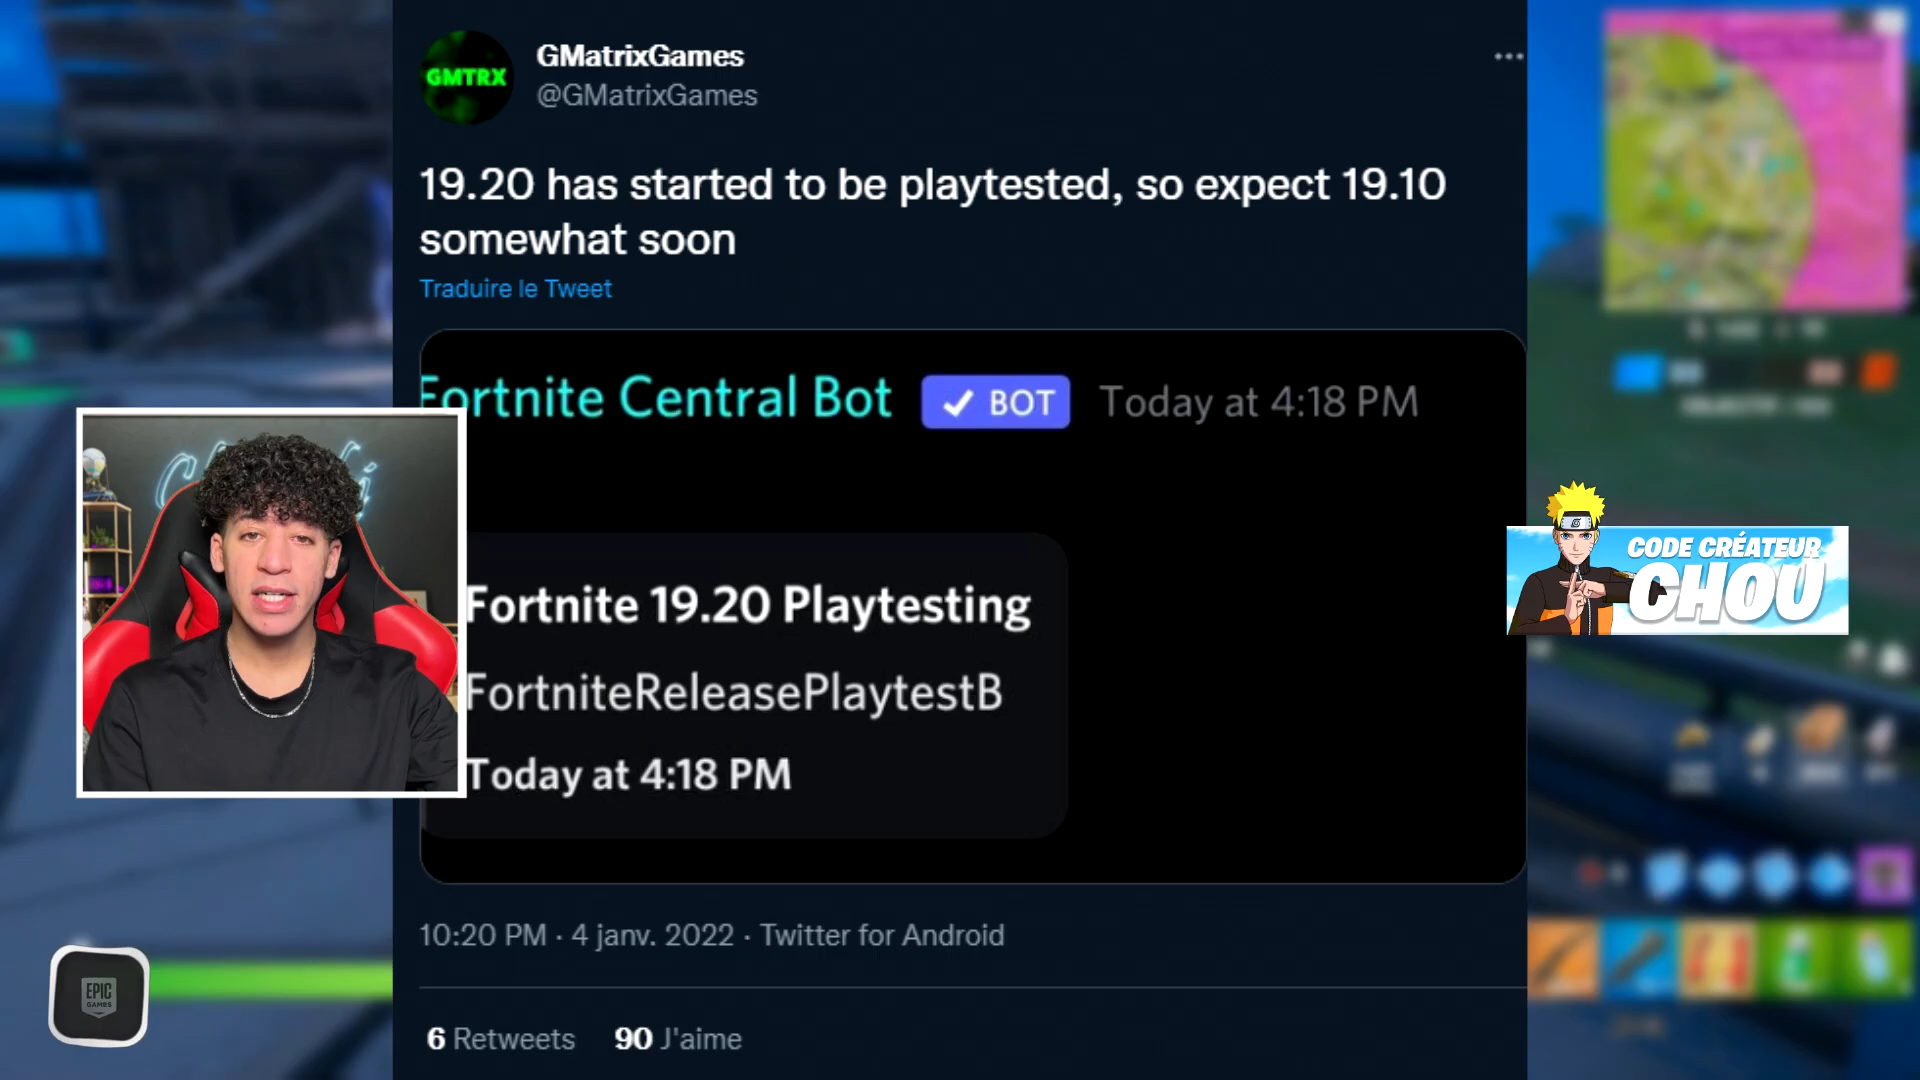 GMTRX
GMatrixGames
@GMatrixGames
19.20 has started to be playtested, so expect 19.10
somewhat soon
Traduire le Tweet
Fortnite Central Bot
BOT
Today at 4:18 PM
Fortnite 19.20 Playtesting
FortniteReleasePlaytestB
Today at 4:18 PM
CODE CRÉATEUR
CHOU
10:20 PM · 4 janv. 2022 · Twitter for Android
EPIC
GAMES
6 Retweets 90 J'aime